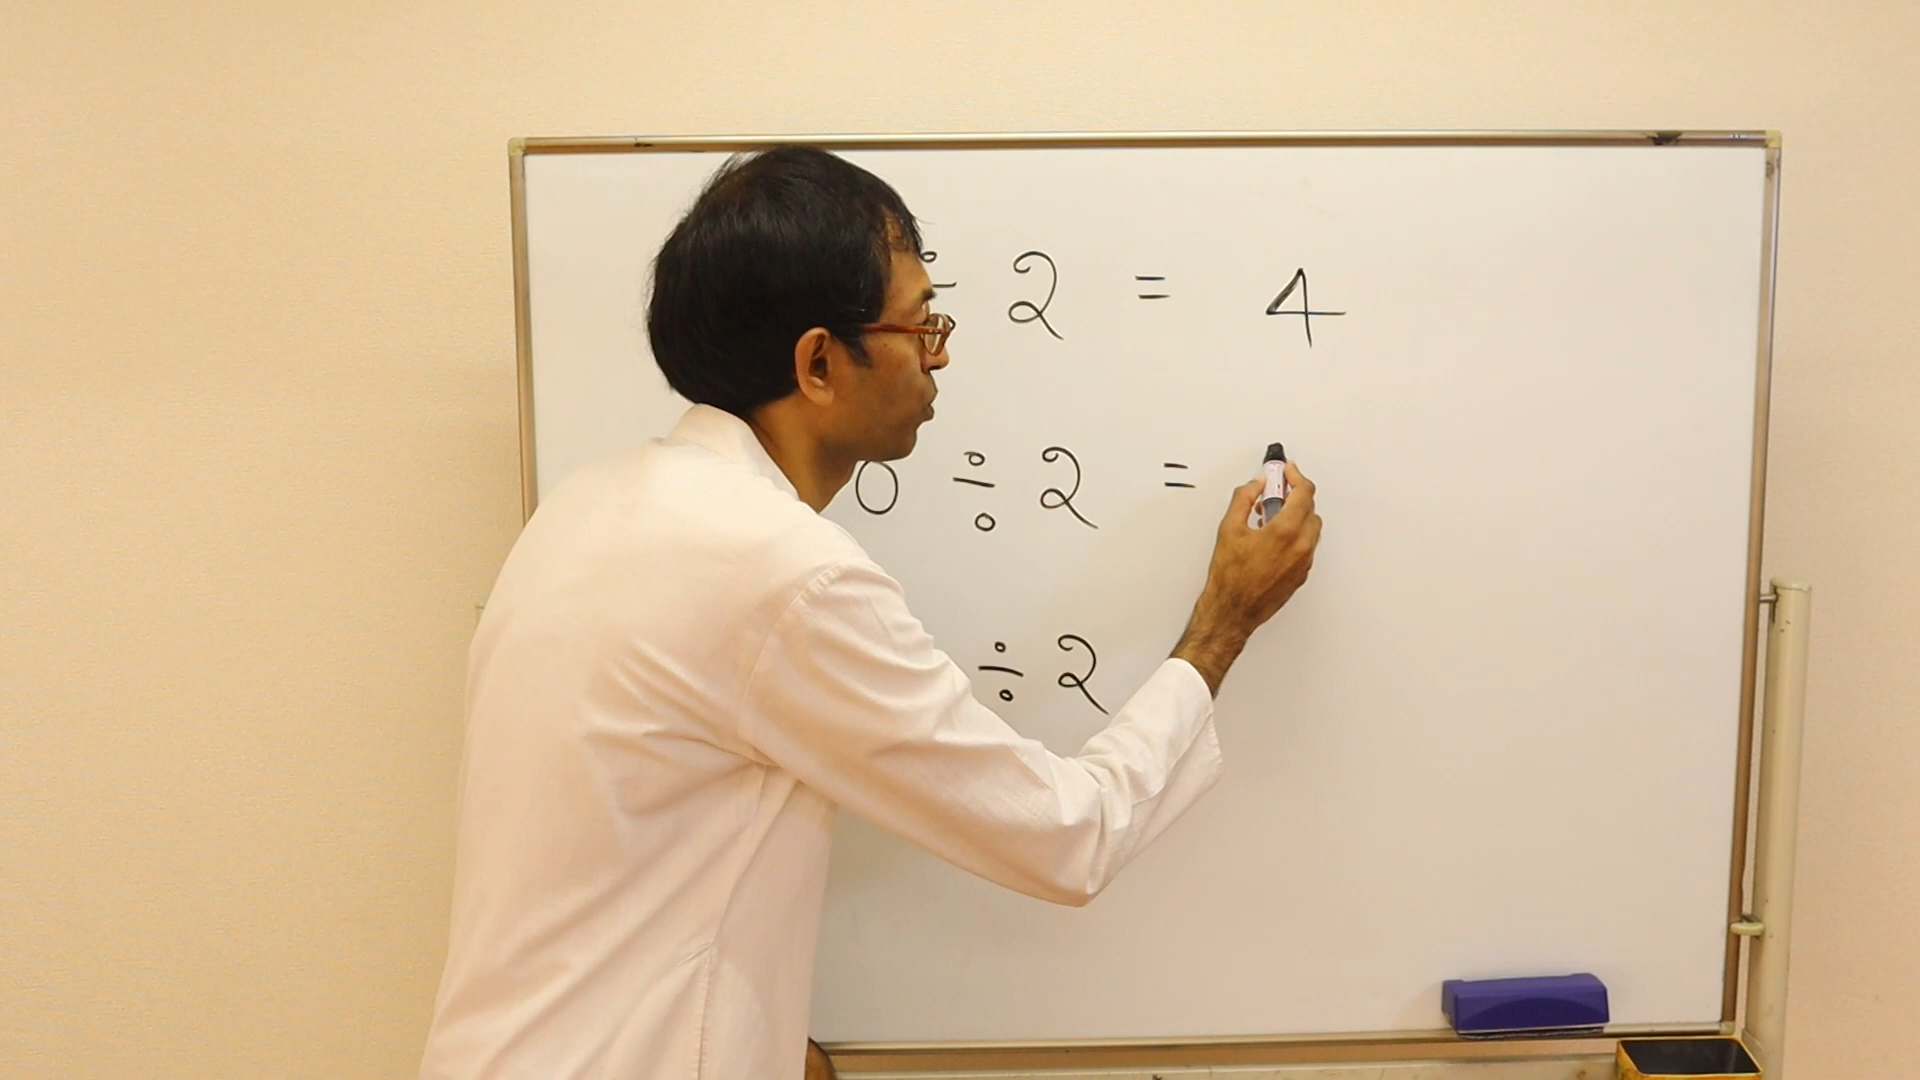 ÷ 2 = 4
0 ÷ 2 =
÷ 2